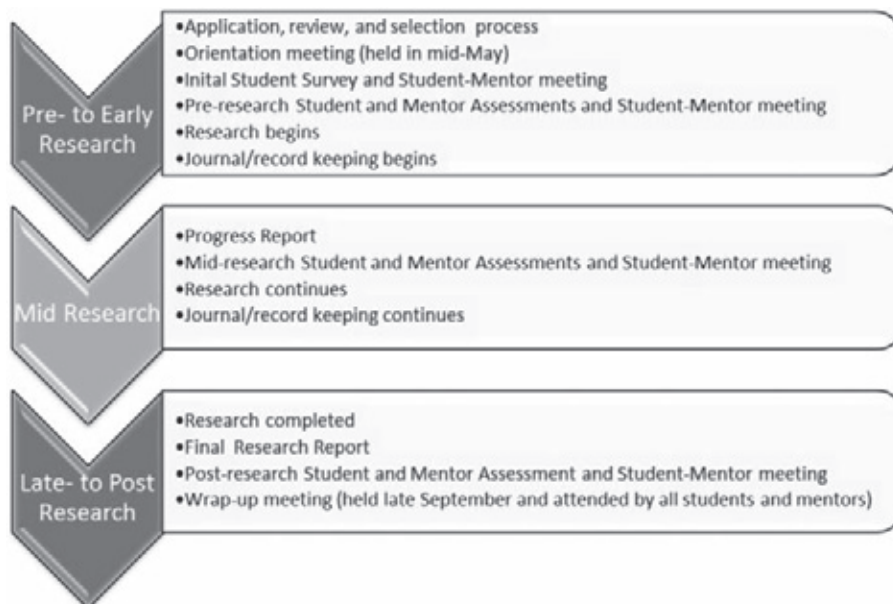 Pre- to Early
Research
•Application, review, and selection process
•Orientation meeting (held in mid-May)
•Inital Student Survey and Student-Mentor meeting
•Pre-research Student and Mentor Assessments and Student-Mentor meeting
•Research begins
•Journal/record keeping begins
Mid Research
•Progress Report
•Mid-research Student and Mentor Assessments and Student-Mentor meeting
•Research continues
•Journal/record keeping continues
Late- to Post
Research
•Research completed
•Final Research Report
•Post-research Student and Mentor Assessment and Student-Mentor meeting
•Wrap-up meeting (held late September and attended by all students and mentors)